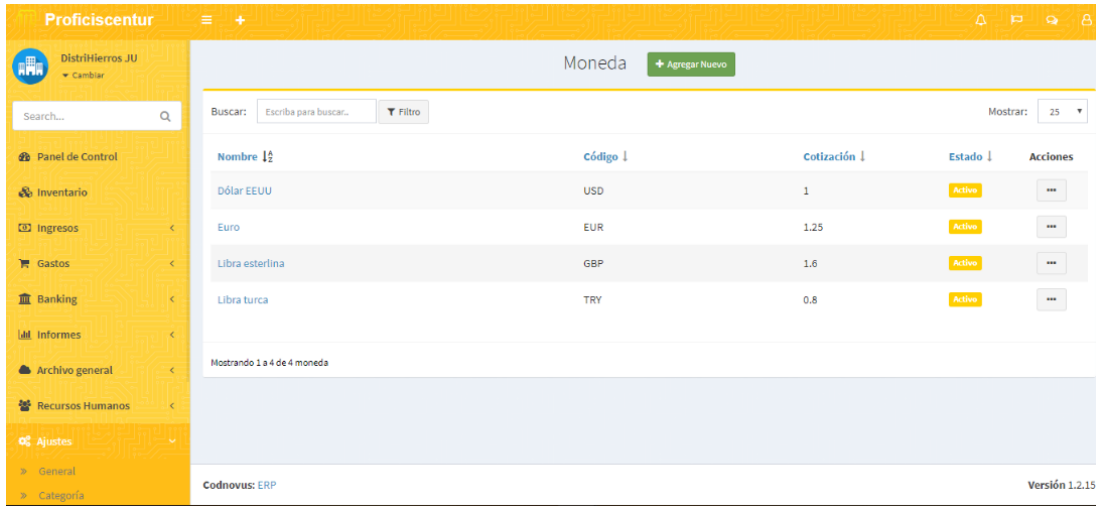 Proficiscentur
DistriHierros JU
Cambiar
Search...
Panel de Control
Inventario
Ingresos
Gastos
Banking
Informes
Archivo general
Recursos Humanos
Ajustes
General
Categoría
Moneda
+ Agregar Nuevo
Buscar: Escriba para buscar.. Filtro
Mostrar: 25
Nombre Código Cotización Estado Acciones
Dólar EEUU USD 1 Activo
Euro EUR 1.25 Activo
Libra esterlina GBP 1.6 Activo
Libra turca TRY 0.8 Activo
Mostrando 1 a 4 de 4 moneda
Codnovus: ERP
Versión 1.2.15